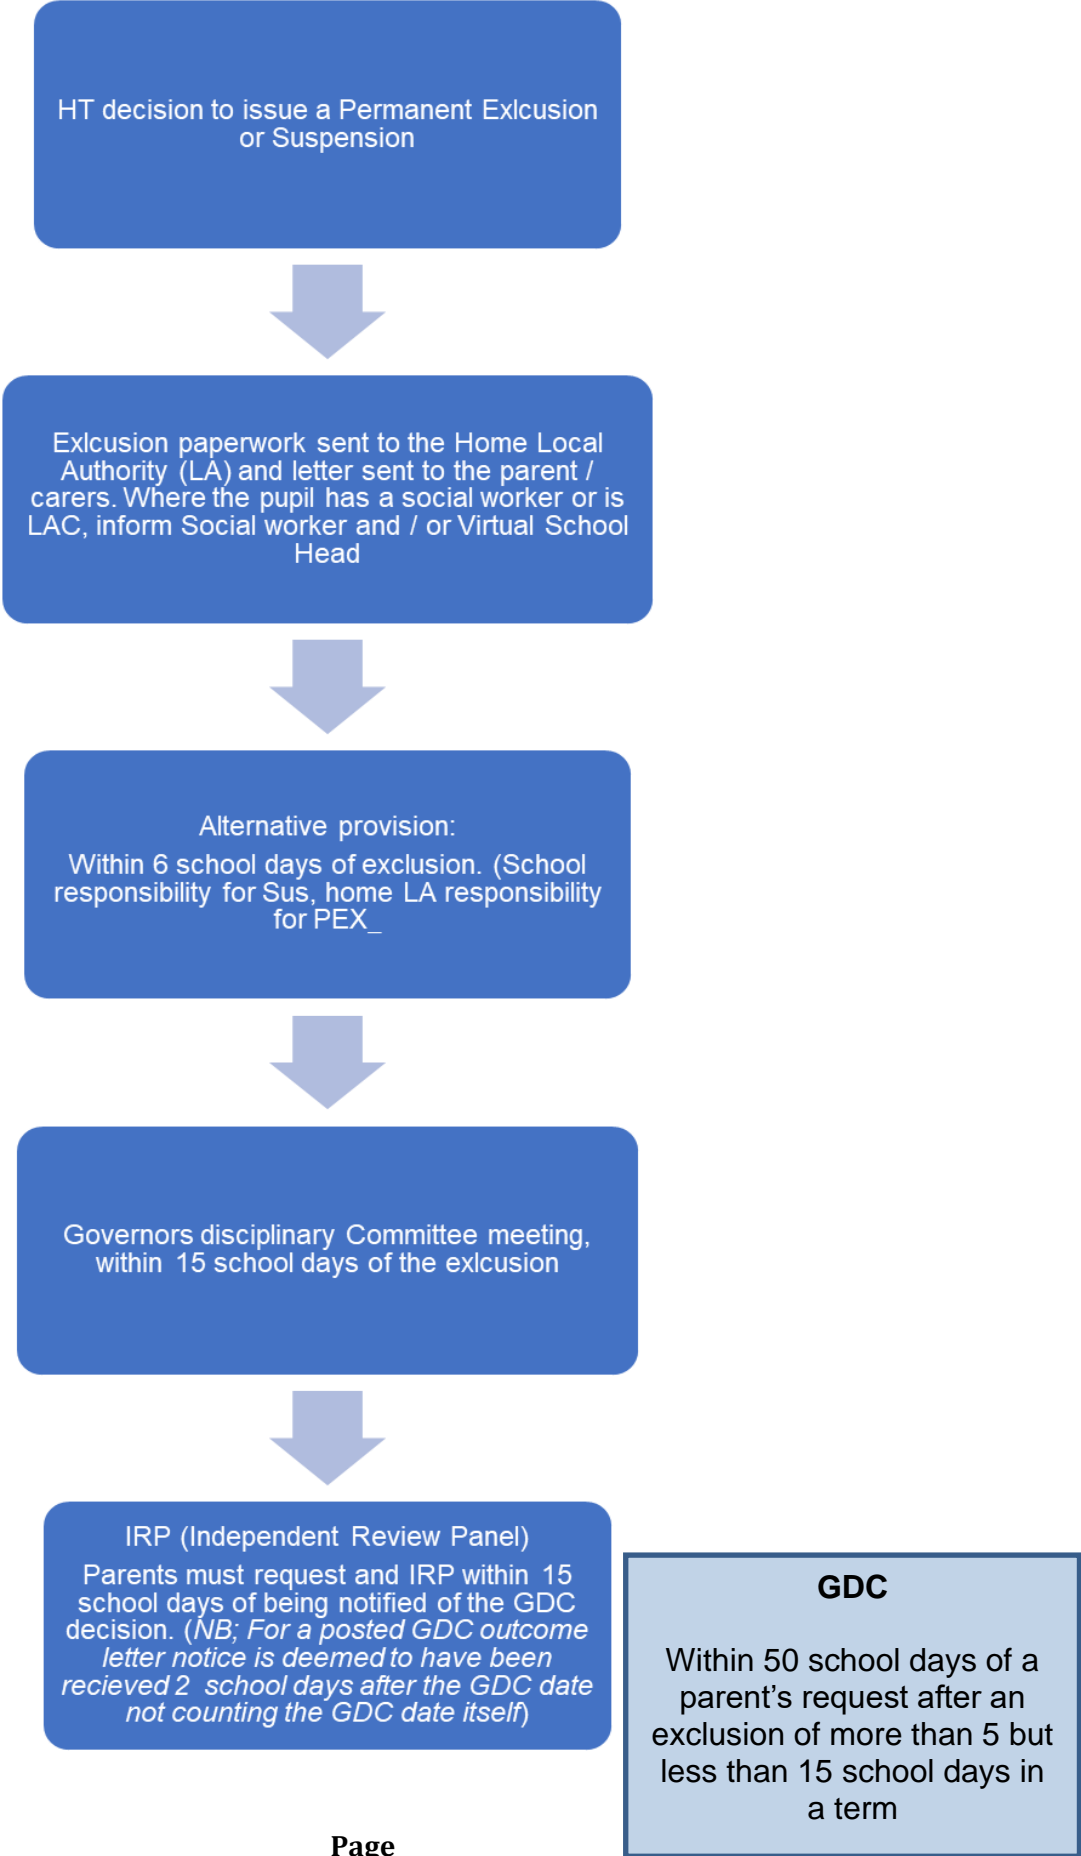 HT decision to issue a Permanent Exlcusion
or Suspension
Exlcusion paperwork sent to the Home Local
Authority (LA) and letter sent to the parent /
carers. Where the pupil has a social worker or is
LAC, inform Social worker and / or Virtual School
Head
Alternative provision:
Within 6 school days of exclusion. (School
responsibility for Sus, home LA responsibility
for PEX_
Governors disciplinary Committee meeting,
within 15 school days of the exlcusion
IRP (Independent Review Panel)
Parents must request and IRP within 15
school days of being notified of the GDC
decision. (NB; For a posted GDC outcome
letter notice is deemed to have been
recieved 2 school days after the GDC date
not counting the GDC date itself)
GDC
Within 50 school days of a
parent’s request after an
exclusion of more than 5 but
less than 15 school days in
a term
Page